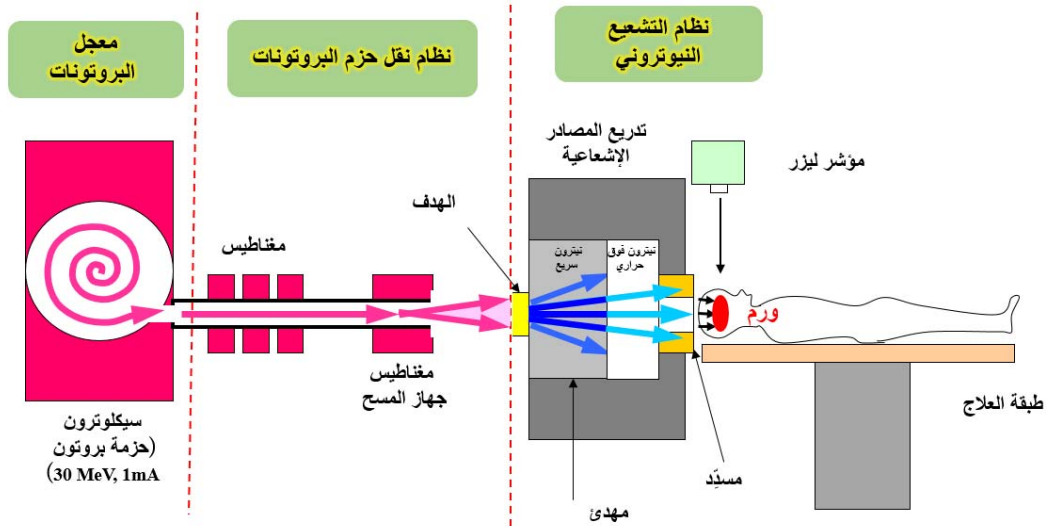 معجل
البروتونات
نظام نقل حزم البروتونات
نظام التشعيع
النيوتروني
تدريع المصادر
الإشعاعية
مؤشر ليزر
الهدف
مغناطيس
نيترون
سريع
نيترون فوق
حراري
ورم
مغناطيس
جهاز المسح
طبقة العلاج
سيكلوترون
(حزمة بروتون
(30 MeV, 1mA
مسدِّد
مهدئ